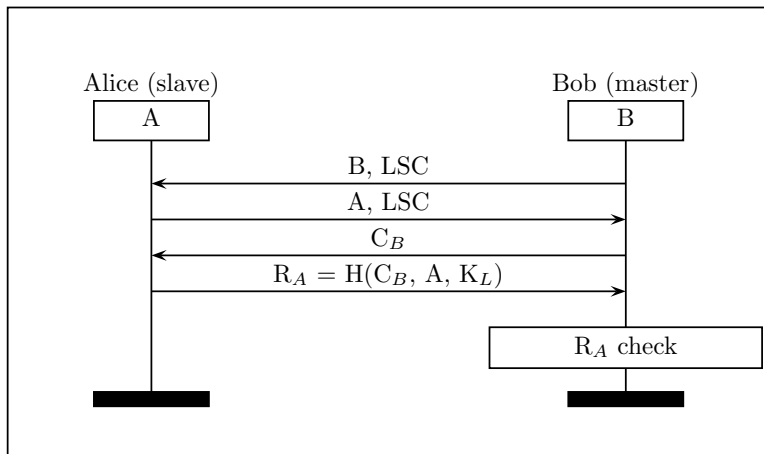 Alice (slave)
Bob (master)
A
B
B, LSC
A, LSC
C_B
R_A = H(C_B, A, K_L)
R_A check